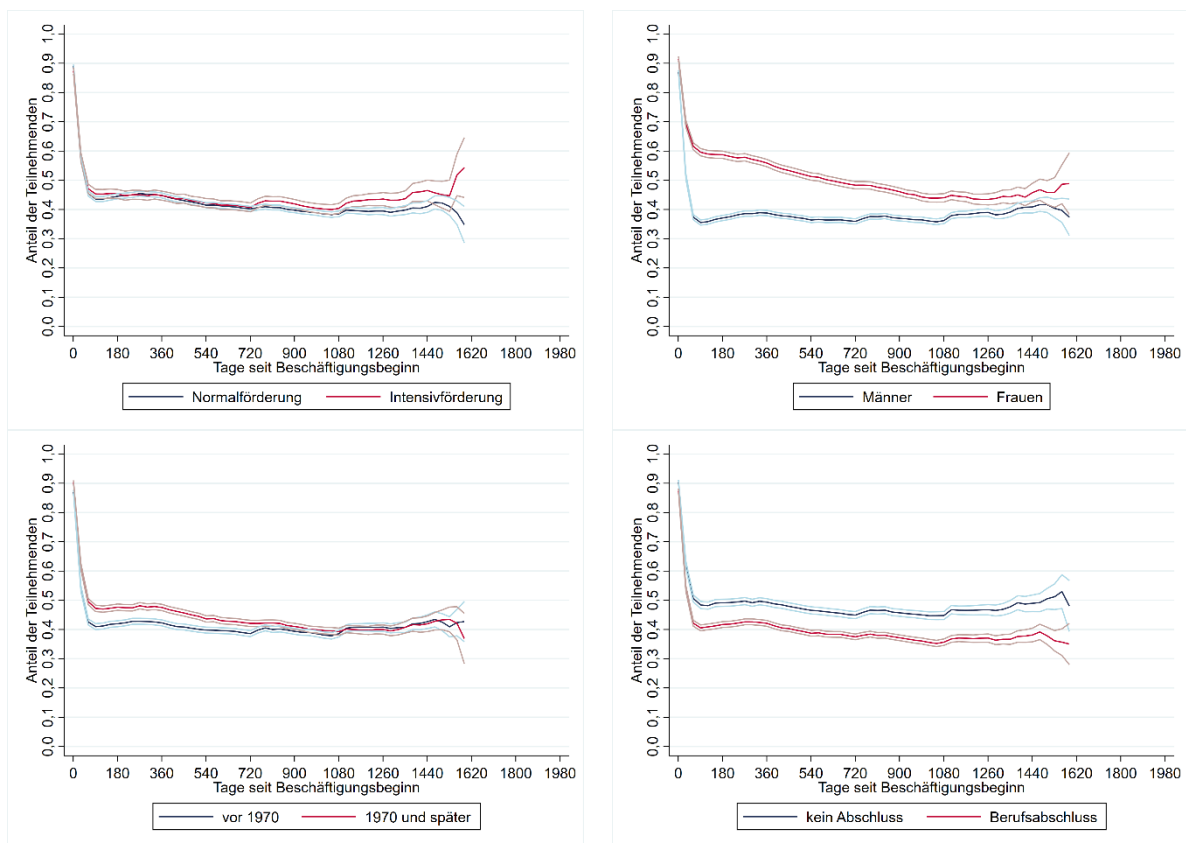 Anteil der Teilnehmenden
0,0 0,1 0,2 0,3 0,4 0,5 0,6 0,7 0,8 0,9 1,0
0 180 360 540 720 900 1080 1260 1440 1620 1800 1980
Tage seit Beschäftigungsbeginn
Normalförderung Intensivförderung
Anteil der Teilnehmenden
0,0 0,1 0,2 0,3 0,4 0,5 0,6 0,7 0,8 0,9 1,0
0 180 360 540 720 900 1080 1260 1440 1620 1800 1980
Tage seit Beschäftigungsbeginn
Männer Frauen
Anteil der Teilnehmenden
0,0 0,1 0,2 0,3 0,4 0,5 0,6 0,7 0,8 0,9 1,0
0 180 360 540 720 900 1080 1260 1440 1620 1800 1980
Tage seit Beschäftigungsbeginn
vor 1970 1970 und später
Anteil der Teilnehmenden
0,0 0,1 0,2 0,3 0,4 0,5 0,6 0,7 0,8 0,9 1,0
0 180 360 540 720 900 1080 1260 1440 1620 1800 1980
Tage seit Beschäftigungsbeginn
kein Abschluss Berufsabschluss